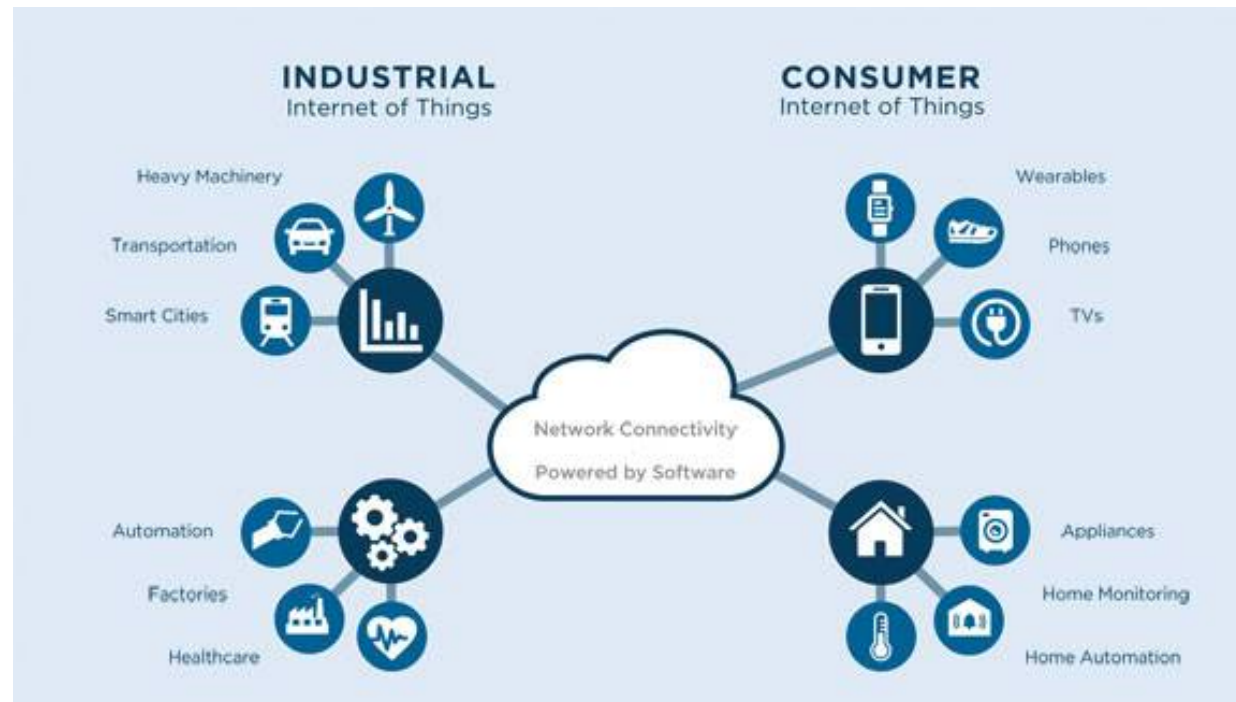 INDUSTRIAL
Internet of Things
CONSUMER
Internet of Things
Heavy Machinery
Transportation
Smart Cities
Wearables
Phones
TVs
Network Connectivity
Powered by Software
Automation
Factories
Healthcare
Appliances
Home Monitoring
Home Automation